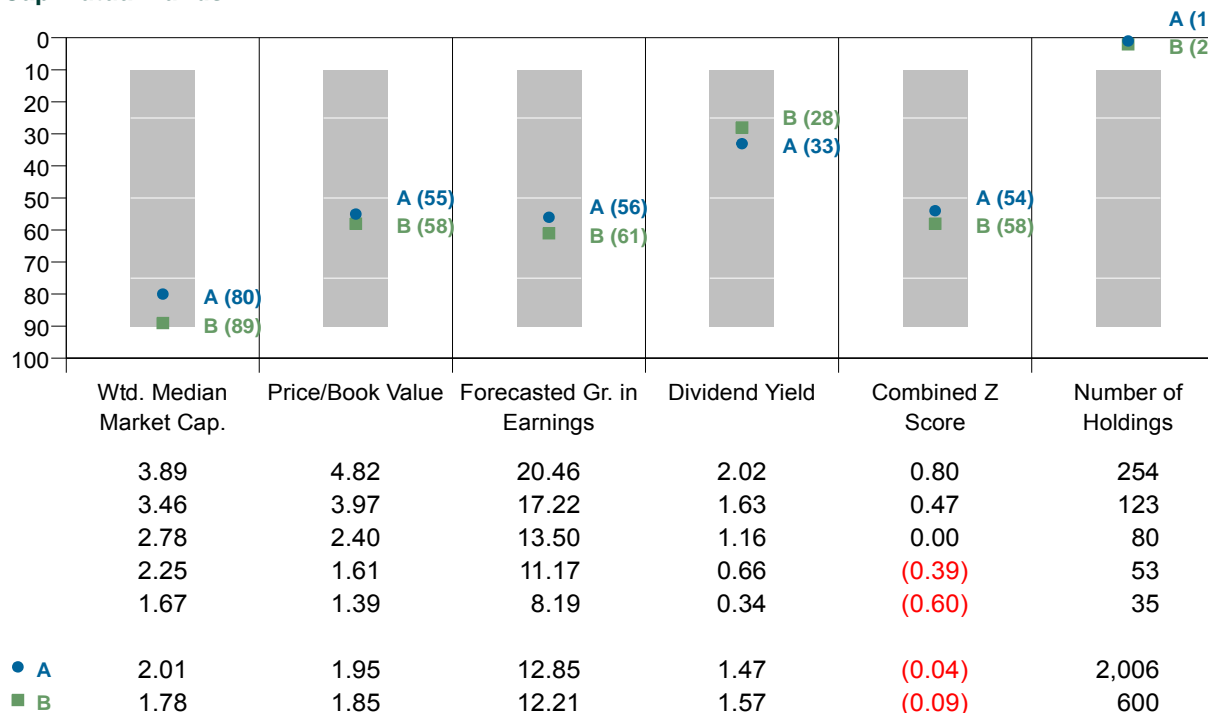 A (1
0
B (2
10
20
B (28)
30
A (33)
40
50
A (55)
A (56)
A (54)
60
B (58)
B (61)
B (58)
70
80
A (80)
90
B (89)
100
Wtd. Median Market Cap.
Price/Book Value
Forecasted Gr. in Earnings
Dividend Yield
Combined Z Score
Number of Holdings
3.89 4.82 20.46 2.02 0.80 254
3.46 3.97 17.22 1.63 0.47 123
2.78 2.40 13.50 1.16 0.00 80
2.25 1.61 11.17 0.66 (0.39) 53
1.67 1.39 8.19 0.34 (0.60) 35
A 2.01 1.95 12.85 1.47 (0.04) 2,006
B 1.78 1.85 12.21 1.57 (0.09) 600